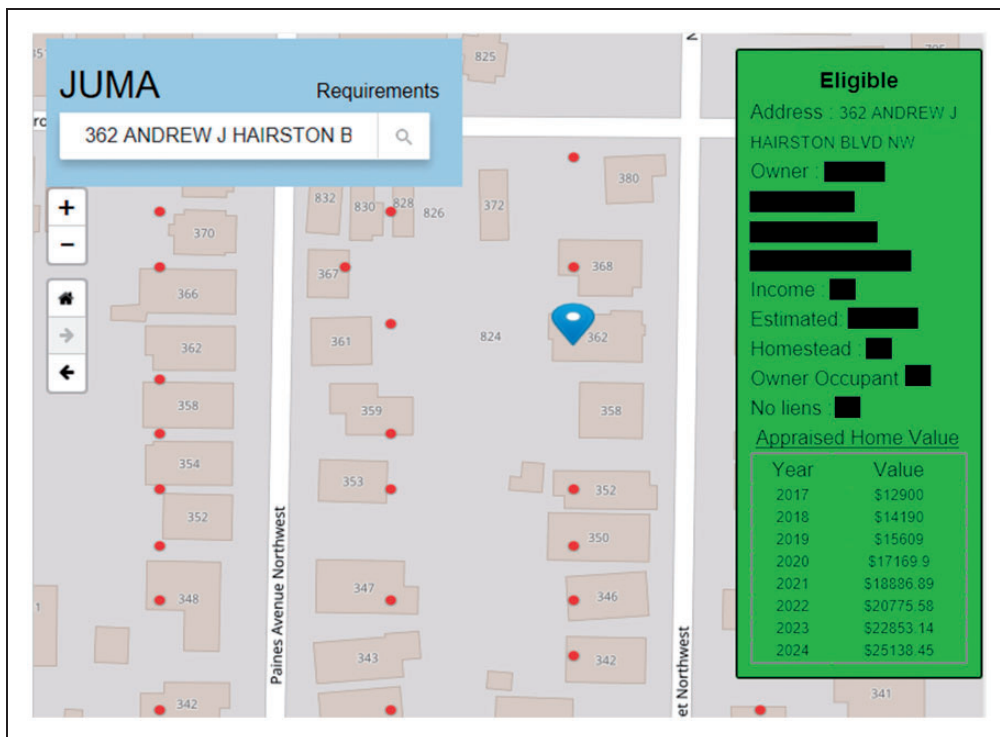 JUMA
Requirements
362 ANDREW J HAIRSTON B
+
−
Eligible
Address : 362 ANDREW J
HAIRSTON BLVD NW
Owner :
Income :
Estimated:
Homestead :
Owner Occupant
No liens :
Appraised Home Value
Year Value
2017 $12900
2018 $14190
2019 $15609
2020 $17169.9
2021 $18886.89
2022 $20775.58
2023 $22853.14
2024 $25138.45
825
832
830
828
826
372
380
370
367
368
366
362
361
824
362
358
359
358
354
353
352
352
350
348
347
346
343
342
342
341
Paines Avenue Northwest
et Northwest